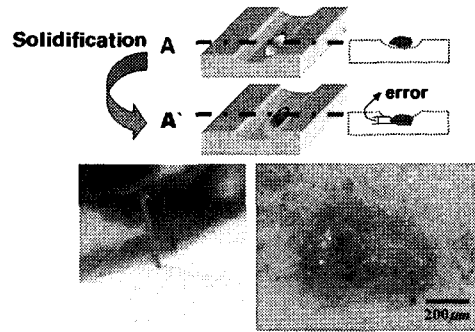 Solidification
A
error
A`
200µm